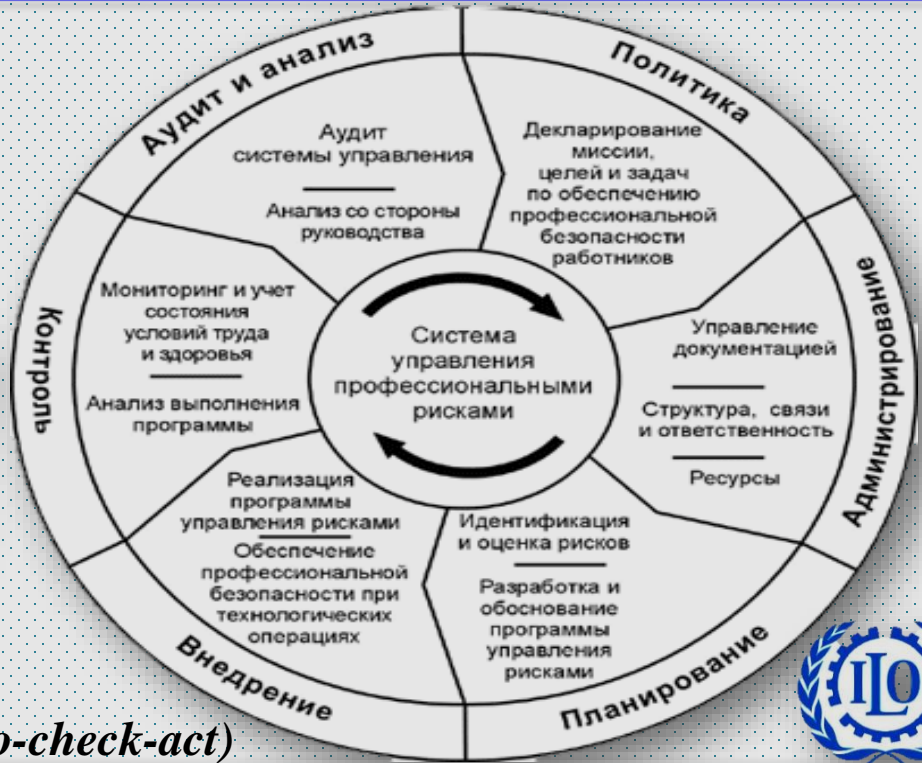 Аудит и анализ
Политика
Администрирование
Планирование
Внедрение
Контроль
Аудит
системы управления
Анализ со стороны
руководства
Декларирование
миссии,
целей и задач
по обеспечению
профессиональной
безопасности
работников
Управление
документацией
Структура, связи
и ответственность
Ресурсы
Идентификация
и оценка рисков
Разработка и
обоснование
программы
управления
рисками
Реализация
программы
управления рисками
Обеспечение
профессиональной
безопасности при
технологических
операциях
Мониторинг и учет
состояния
условий труда
и здоровья
Анализ выполнения
программы
Система
управления
профессиональными
рисками
o-check-act)
ILO